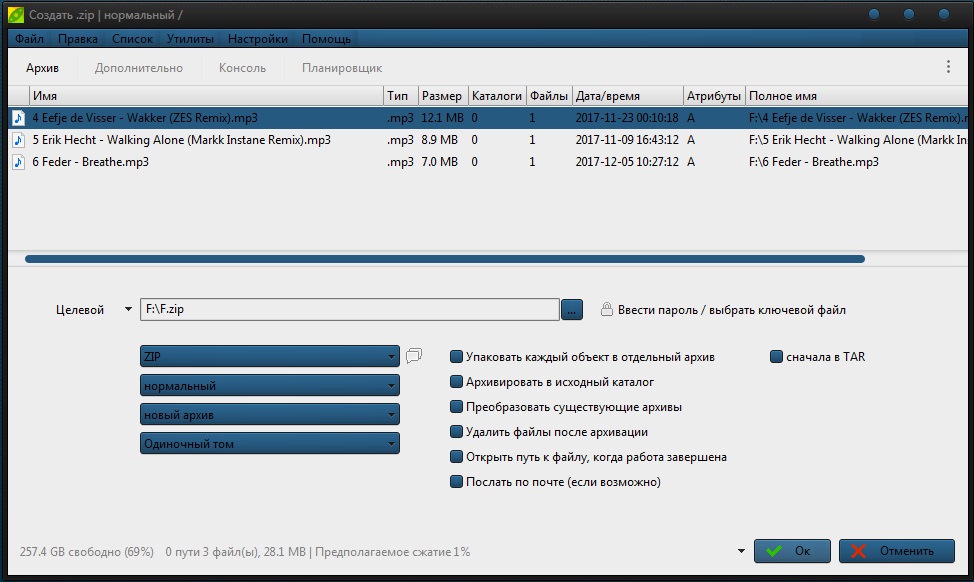 Создать .zip | нормальный /
Файл Правка Список Утилиты Настройки Помощь
Архив Дополнительно Консоль Планировщик
Имя Тип Размер Каталоги Файлы Дата/время Атрибуты Полное имя
4 Eefje de Visser - Wakker (ZES Remix).mp3 .mp3 12.1 MB 0 1 2017-11-23 00:10:18 A F:\4 Eefje de Visser - Wakker (ZES Remix).r
5 Erik Hecht - Walking Alone (Markk Instane Remix).mp3 .mp3 8.9 MB 0 1 2017-11-09 16:43:12 A F:\5 Erik Hecht - Walking Alone (Markk In
6 Feder - Breathe.mp3 .mp3 7.0 MB 0 1 2017-12-05 10:27:12 A F:\6 Feder - Breathe.mp3
Целевой F:\F.zip ... Ввести пароль / выбрать ключевой файл
ZIP Упаковать каждый объект в отдельный архив сначала в TAR
нормальный Архивировать в исходный каталог
новый архив Преобразовать существующие архивы
Одиночный том Удалить файлы после архивации
Открыть путь к файлу, когда работа завершена
Послать по почте (если возможно)
257.4 GB свободно (69%) 0 пути 3 файл(ы), 28.1 MB | Предполагаемое сжатие 1% Ок Отменить